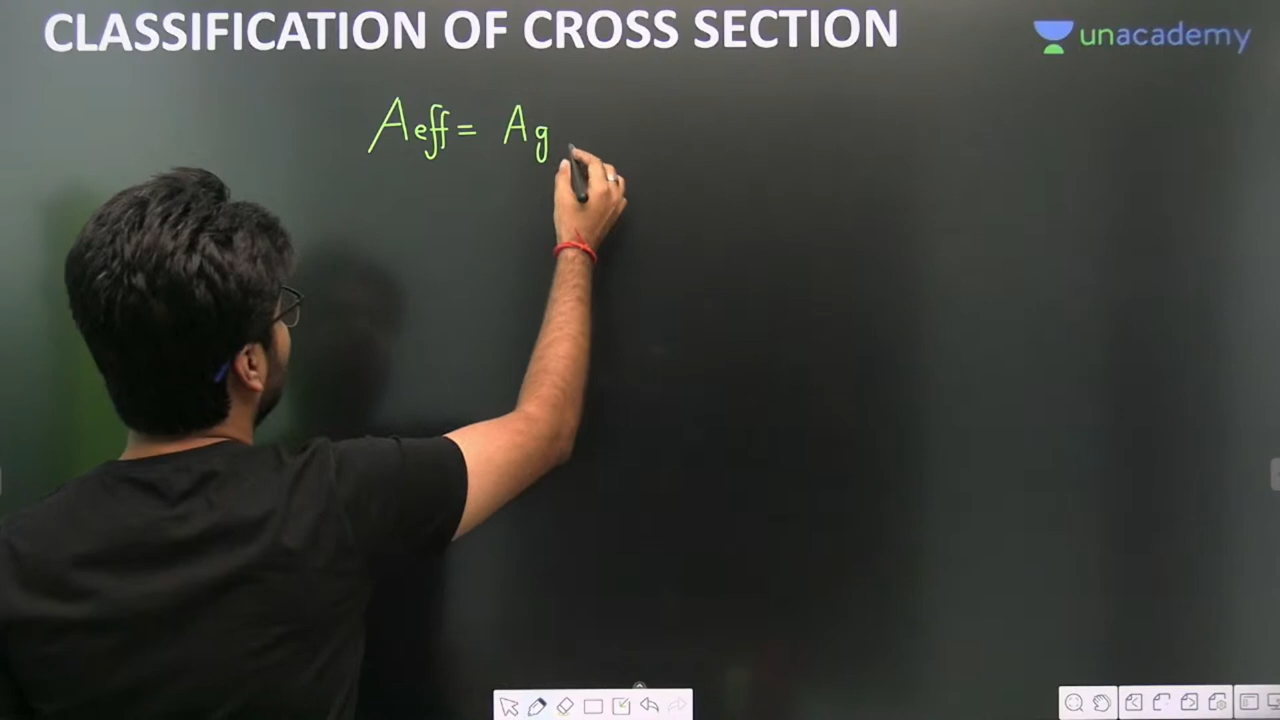 CLASSIFICATION OF CROSS SECTION
unacademy
Aeff = Ag